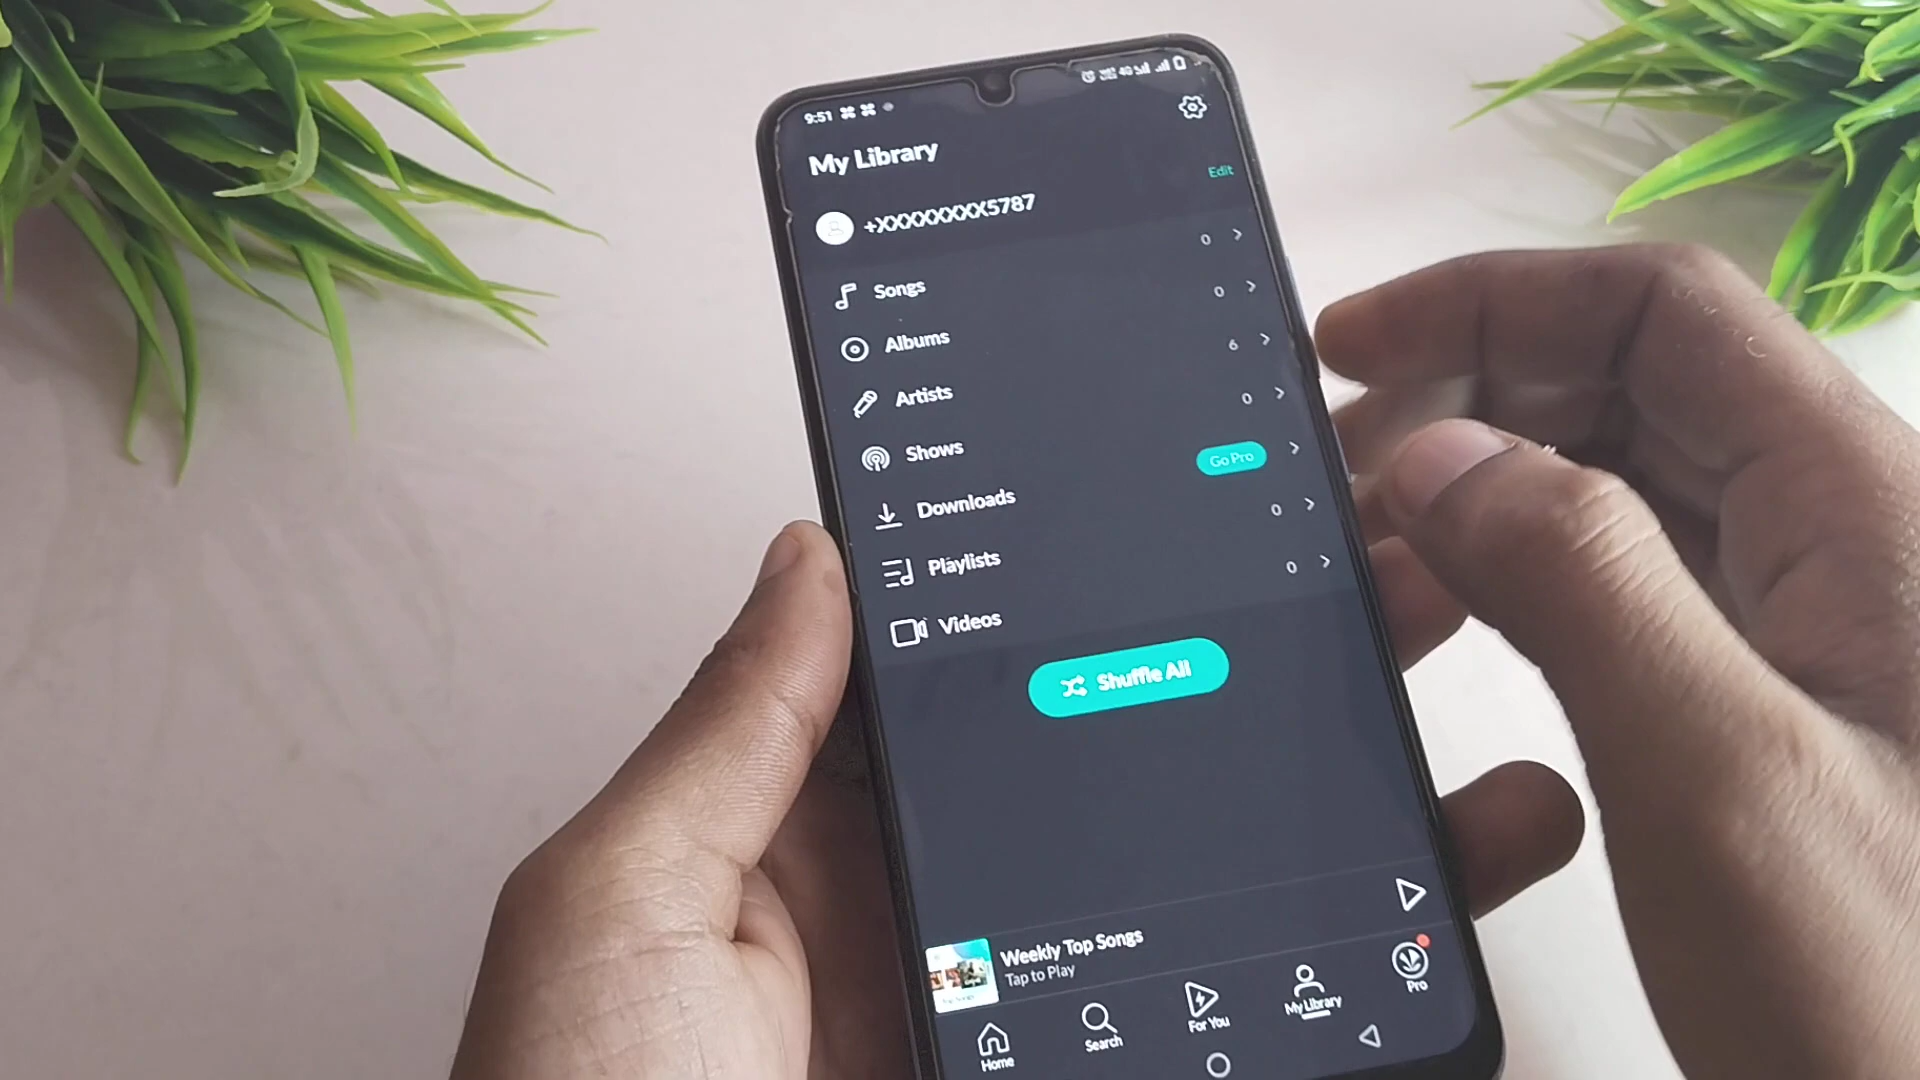 9:51
My Library
Edit
+XXXXXXXX5787
Songs 0
Albums 0
Artists 6
Shows 0
Downloads Go Pro
Playlists 0
Videos 0
Shuffle All
Weekly Top Songs
Tap to Play
Home
Search
For You
My Library
Pro